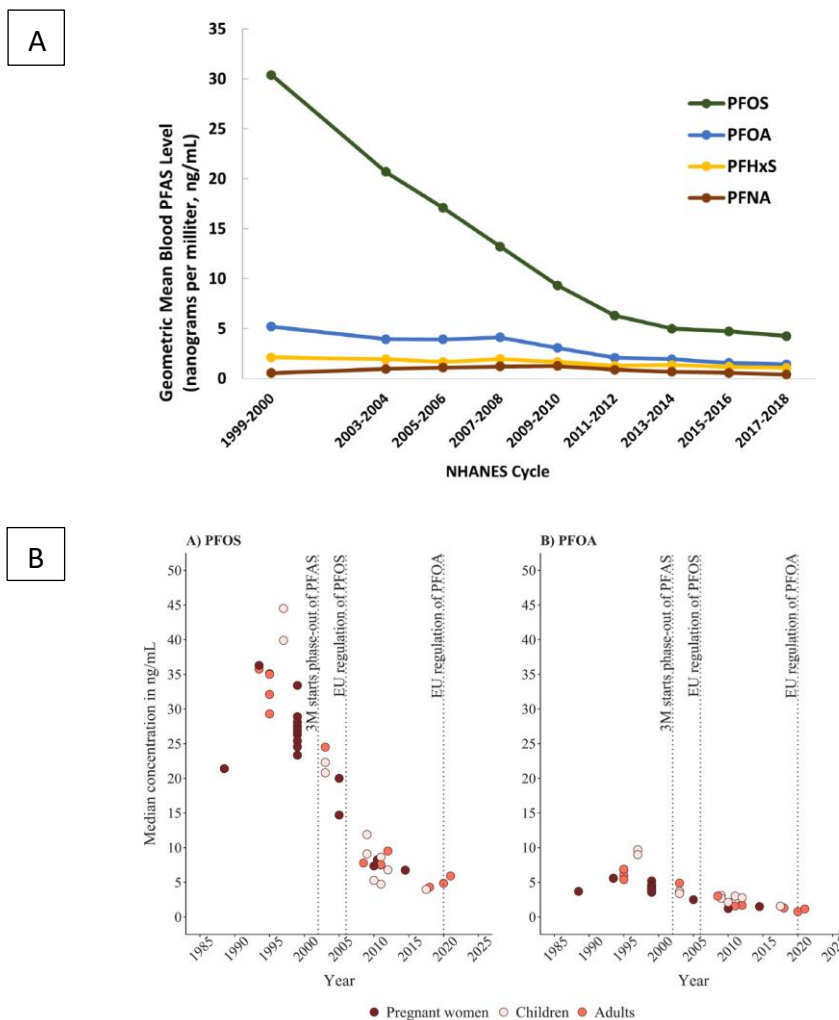 A
Geometric Mean Blood PFAS Level
(nanograms per milliter, ng/mL)
35
30
25
20
15
10
5
0
PFOS
PFOA
PFHxS
PFNA
1999-2000
2003-2004
2005-2006
2007-2008
2009-2010
2011-2012
2013-2014
2015-2016
2017-2018
NHANES Cycle
B
A) PFOS
Median concentration in ng/mL
50
45
40
35
30
25
20
15
10
5
0
3M starts phase-out of PFAS
EU regulation of PFOS
EU regulation of PFOA
1985
1990
1995
2000
2005
2010
2015
2020
2025
Year
B) PFOA
50
45
40
35
30
25
20
15
10
5
0
3M starts phase-out of PFAS
EU regulation of PFOS
EU regulation of PFOA
1985
1990
1995
2000
2005
2010
2015
2020
2025
Year
Pregnant women
Children
Adults